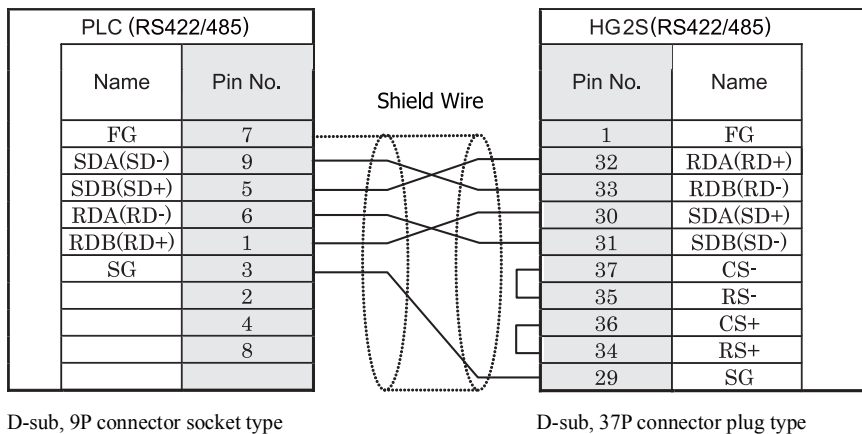 PLC (RS422/485)
Name Pin No.
FG 7
SDA(SD-) 9
SDB(SD+) 5
RDA(RD-) 6
RDB(RD+) 1
SG 3
2
4
8
Shield Wire
HG2S(RS422/485)
Pin No. Name
1 FG
32 RDA(RD+)
33 RDB(RD-)
30 SDA(SD+)
31 SDB(SD-)
37 CS-
35 RS-
36 CS+
34 RS+
29 SG
D-sub, 9P connector socket type
D-sub, 37P connector plug type